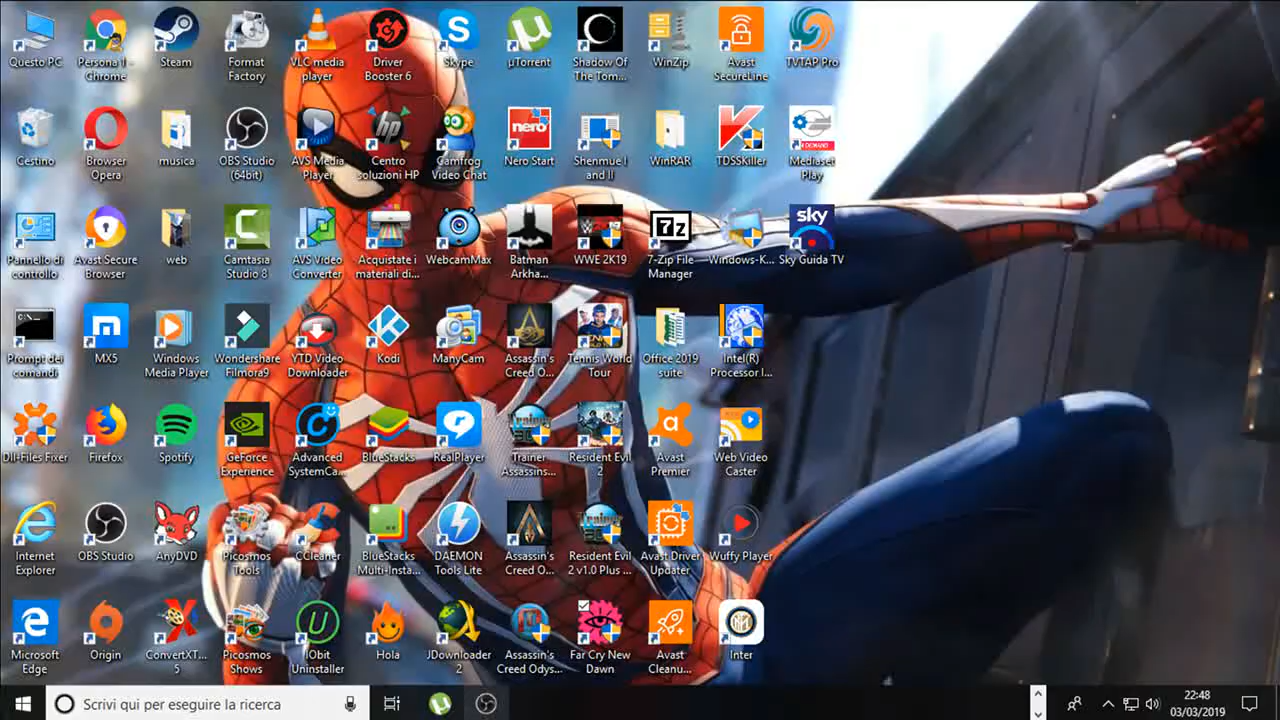 Questo PC
Persona 1 - Chrome
Steam
Format Factory
VLC media player
Driver Booster 6
Skype
µTorrent
Shadow Of The Tom...
WinZip
Avast SecureLine
TVTAP Pro
Cestino
Browser Opera
musica
OBS Studio (64bit)
AVS Media Player
hp
Centro soluzioni HP
Camfrog Video Chat
nero
Nero Start
Shenmue I and II
WinRAR
TDSSKiller
Mediaset Play
Pannello di controllo
Avast Secure Browser
web
Camtasia Studio 8
AVS Video Converter
Acquistate i materiali di...
WebcamMax
Batman Arkha...
WWE 2K19
7z
7-Zip File Manager
Windows-K...
sky
Sky Guida TV
Prompt dei comandi
MX5
Windows Media Player
Wondershare Filmora9
YTD Video Downloader
Kodi
ManyCam
Assassin's Creed O...
Tennis World Tour
Office 2019 suite
Intel(R) Processor I...
Dll-Files Fixer
Firefox
Spotify
GeForce Experience
Advanced SystemCa...
BlueStacks
RealPlayer
Trainer Assassins...
Resident Evil 2
Avast Premier
Web Video Caster
Internet Explorer
OBS Studio
AnyDVD
Picosmos Tools
CCleaner
BlueStacks Multi-Insta...
DAEMON Tools Lite
Assassin's Creed O...
Resident Evil 2 v1.0 Plus ...
Avast Driver Updater
Wuffy Player
Microsoft Edge
Origin
ConvertXT... 5
Picosmos Shows
IObit Uninstaller
Hola
JDownloader 2
Assassin's Creed Odys...
Far Cry New Dawn
Avast Cleanu...
Inter
Scrivi qui per eseguire la ricerca
22:48
03/03/2019